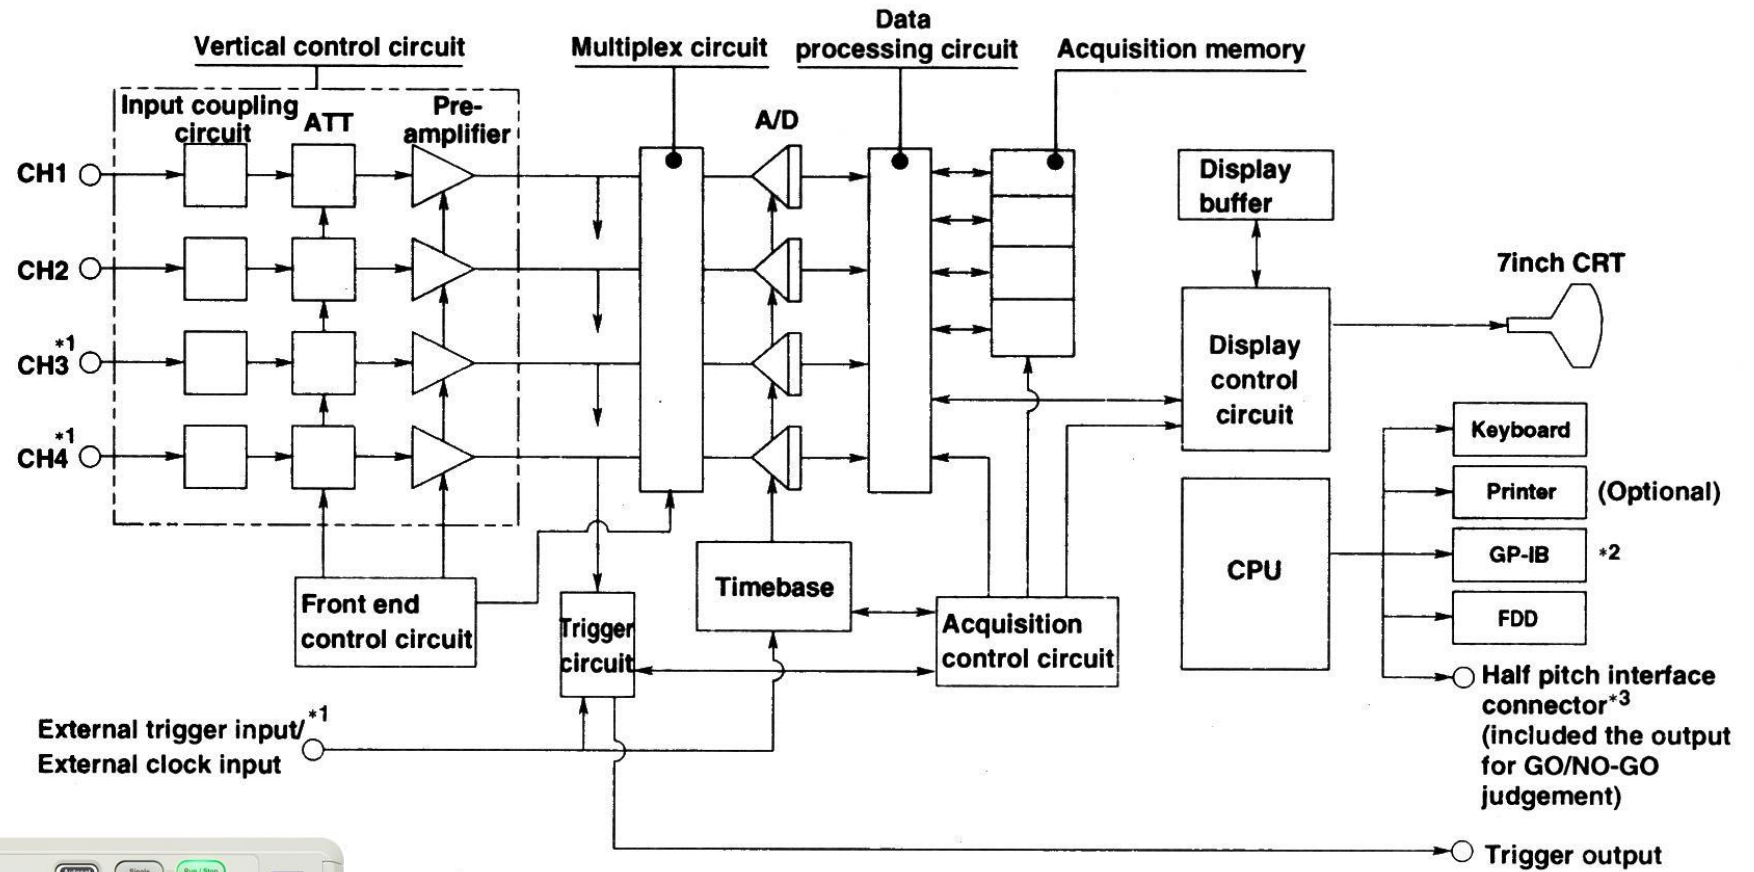 Data
Vertical control circuit
Multiplex circuit
processing circuit
Acquisition memory
Input coupling
circuit
ATT
Pre-
amplifier
A/D
CH1
CH2
CH3*1
CH4*1
Display
buffer
7inch CRT
Display
control
circuit
Keyboard
Printer
(Optional)
GP-IB
*2
FDD
CPU
Timebase
Front end
control circuit
Trigger
circuit
Acquisition
control circuit
Half pitch interface
connector*3
(included the output
for GO/NO-GO
judgement)
External trigger input/*1
External clock input
Trigger output
Single
Run / Stop